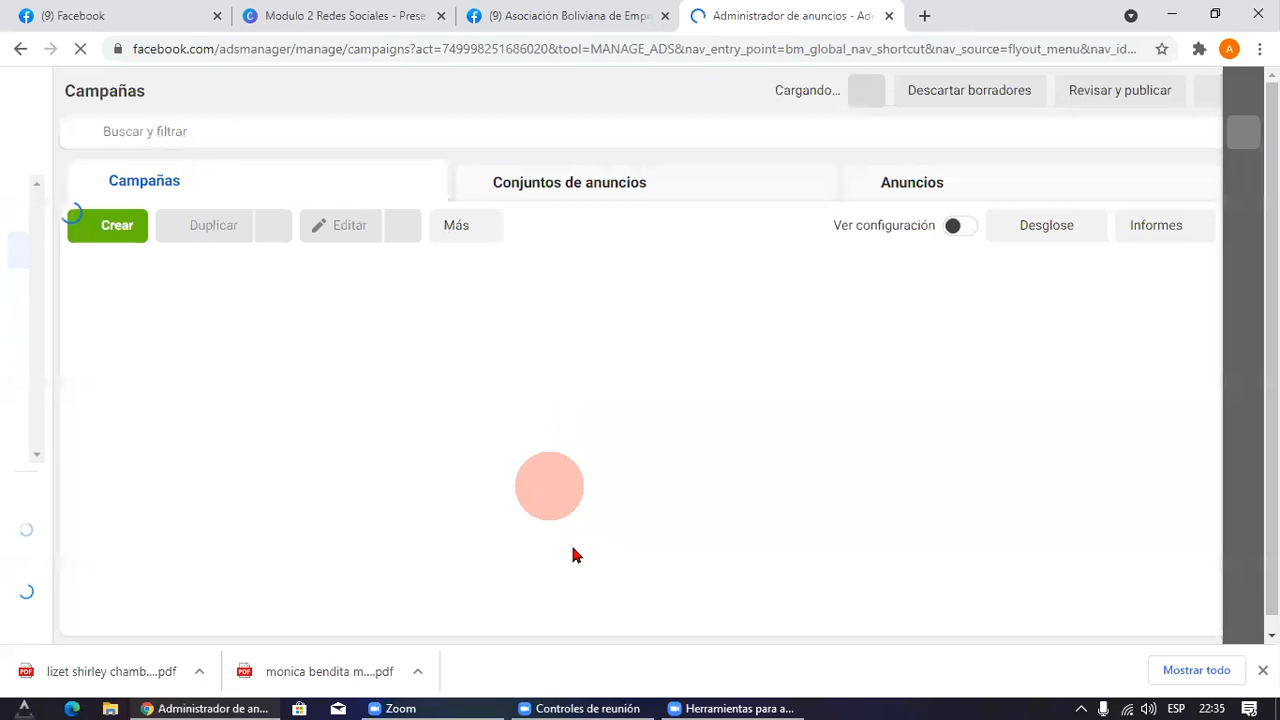 (9) Facebook
Modulo 2 Redes Sociales - Prese
(9) Asociación Boliviana de Empr
Administrador de anuncios - Ad
facebook.com/adsmanager/manage/campaigns?act=749998251686020&tool=MANAGE_ADS&nav_entry_point=bm_global_nav_shortcut&nav_source=flyout_menu&nav_id...
A
Campañas
Cargando...
Descartar borradores
Revisar y publicar
Buscar y filtrar
Campañas
Conjuntos de anuncios
Anuncios
Crear
Duplicar
Editar
Más
Ver configuración
Desglose
Informes
PDF
lizet shirley chamb....pdf
PDF
monica bendita m....pdf
Mostrar todo
Administrador de an...
Zoom
Controles de reunión
Herramientas para a...
ESP
22:35